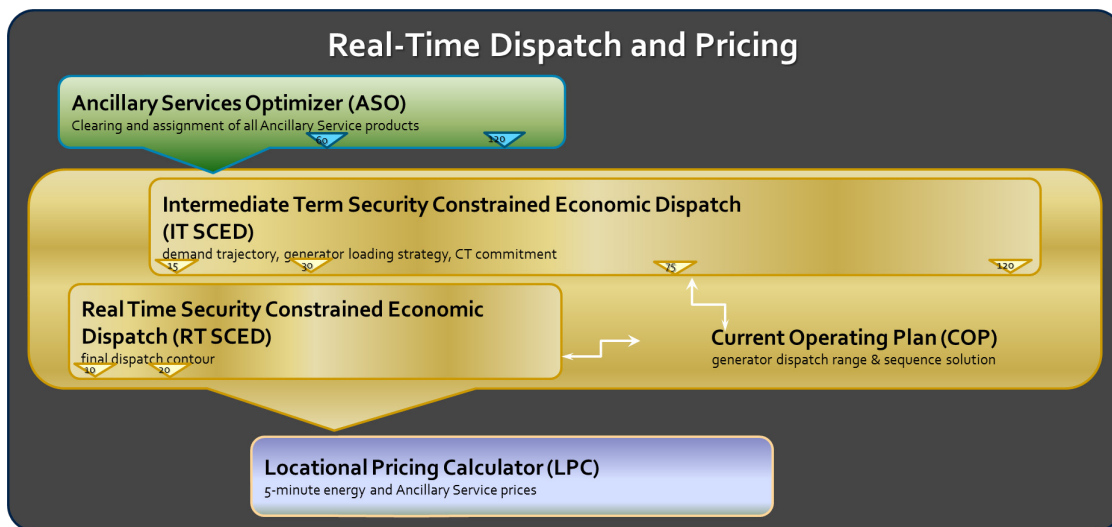 Real-Time Dispatch and Pricing
Ancillary Services Optimizer (ASO)
Clearing and assignment of all Ancillary Service products
60
120
Intermediate Term Security Constrained Economic Dispatch
(IT SCED)
demand trajectory, generator loading strategy, CT commitment
15
30
75
120
Real Time Security Constrained Economic
Dispatch (RT SCED)
final dispatch contour
10
20
Current Operating Plan (COP)
generator dispatch range & sequence solution
Locational Pricing Calculator (LPC)
5-minute energy and Ancillary Service prices